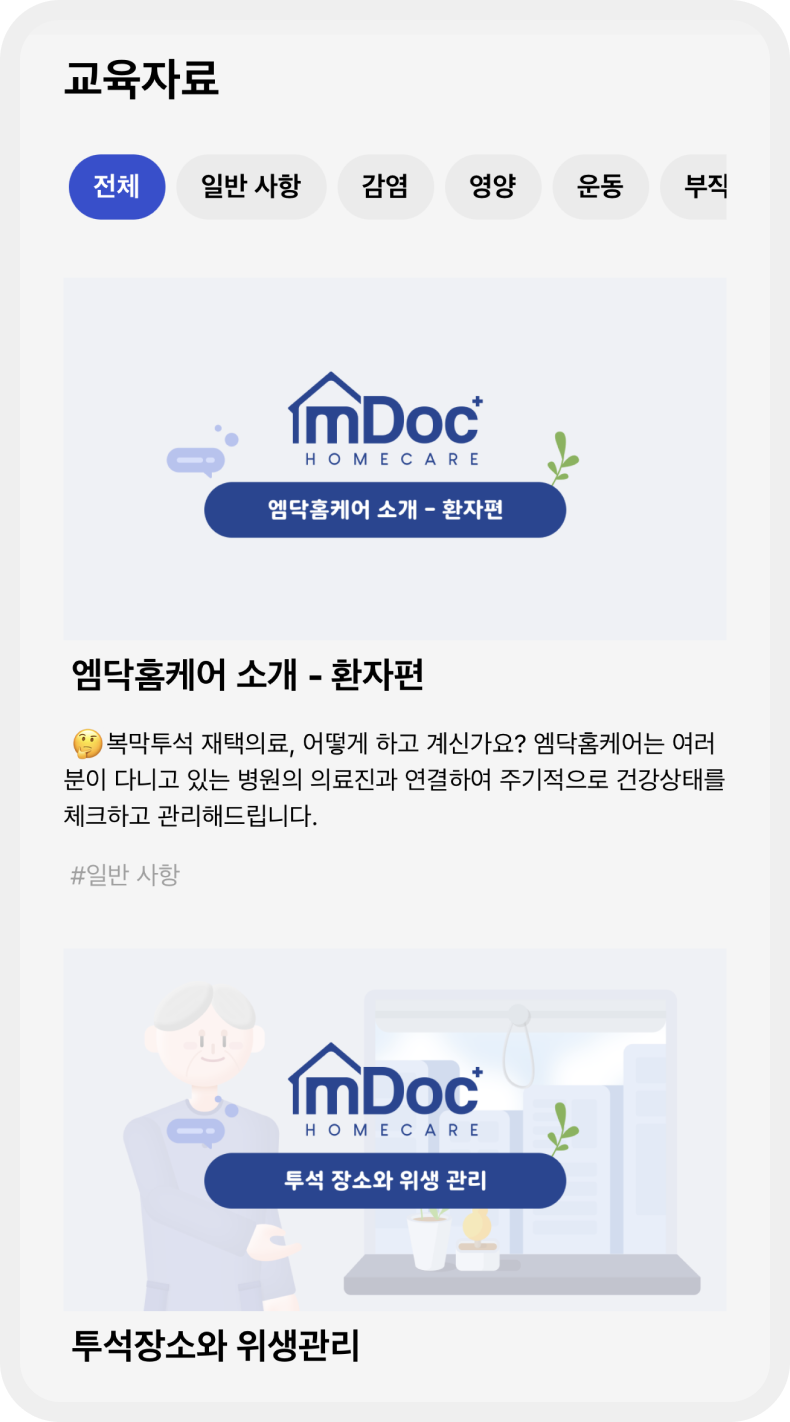 교육자료
전체 일반 사항 감염 영양 운동 부직
mDoc+
HOMECARE
엠닥홈케어 소개 - 환자편
엠닥홈케어 소개 - 환자편
🤔복막투석 재택의료, 어떻게 하고 계신가요? 엠닥홈케어는 여러
분이 다니고 있는 병원의 의료진과 연결하여 주기적으로 건강상태를
체크하고 관리해드립니다.
#일반 사항
mDoc+
HOMECARE
투석 장소와 위생 관리
투석장소와 위생관리